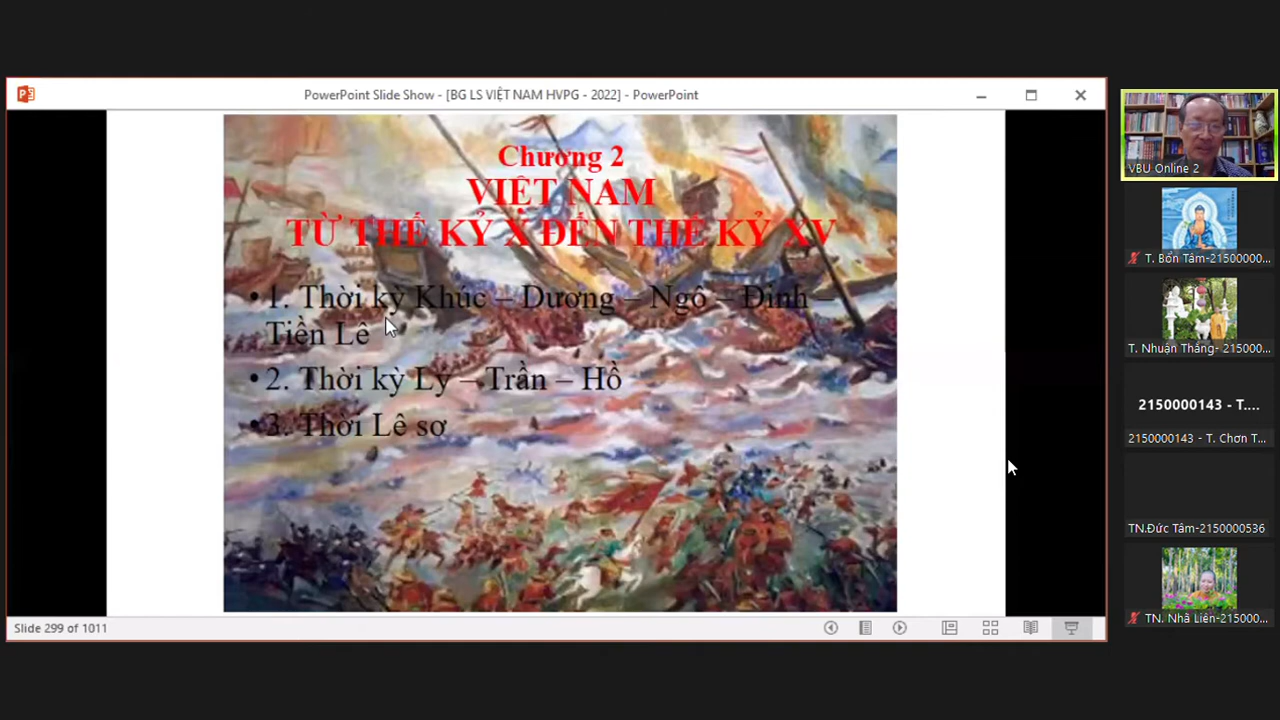 PowerPoint Slide Show - [BG LS VIỆT NAM HVPG - 2022] - PowerPoint
Chương 2
VIỆT NAM
TỪ THẾ KỶ X ĐẾN THẾ KỶ XV
• 1. Thời kỳ Khúc – Dương – Ngô – Đinh –
Tiền Lê
• 2. Thời kỳ Lý – Trần – Hồ
• 3. Thời Lê sơ
Slide 299 of 1011
VBU Online 2
T. Bổn Tâm-21500000...
T. Nhuận Thắng- 215000...
2150000143 - T....
2150000143 - T. Chơn T...
TN.Đức Tâm-2150000536
TN. Nhã Liên-215000...